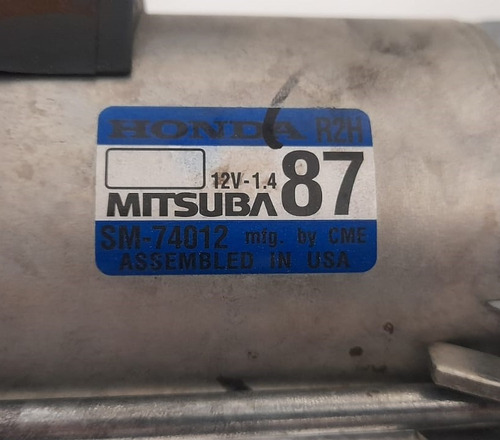 HONDA R2H
12V-1.4 87
MITSUBA
SM-74012 mfg. by CME
ASSEMBLED IN USA